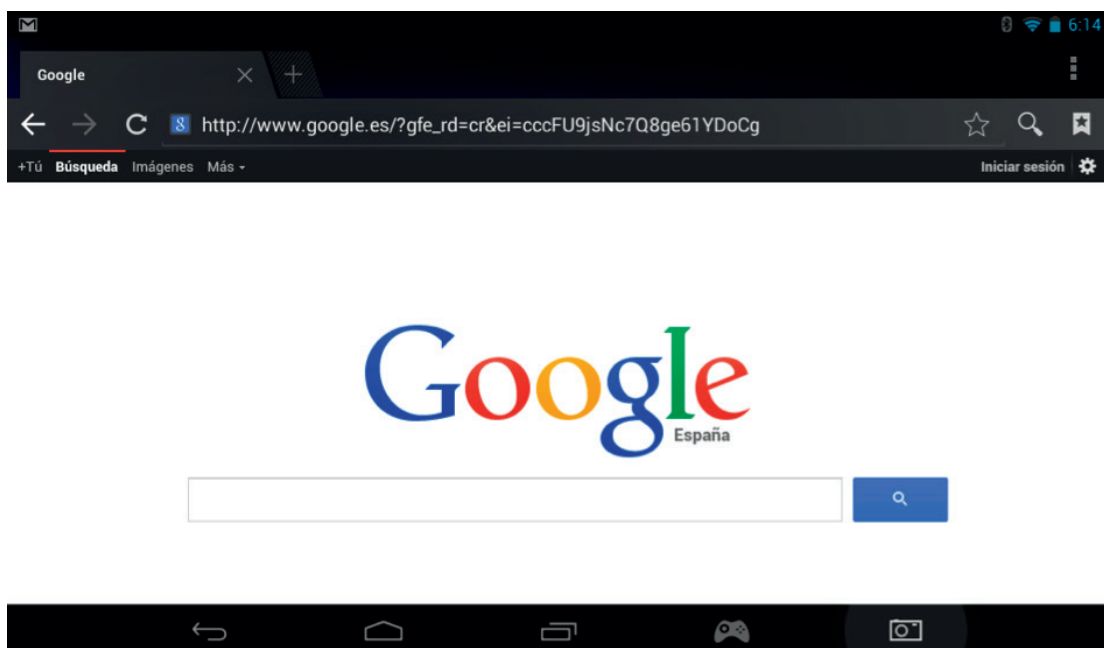 6:14
Google
http://www.google.es/?gfe_rd=cr&ei=cccFU9jsNc7Q8ge61YDoCg
+Tú Búsqueda Imágenes Más Iniciar sesión
Google
España